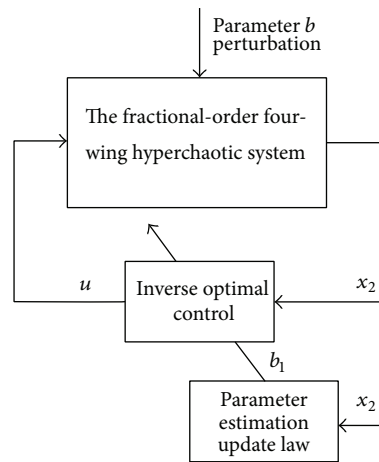 Parameter b
perturbation
The fractional-order four-
wing hyperchaotic system
u
Inverse optimal
control
x₂
b₁
Parameter
estimation
update law
x₂